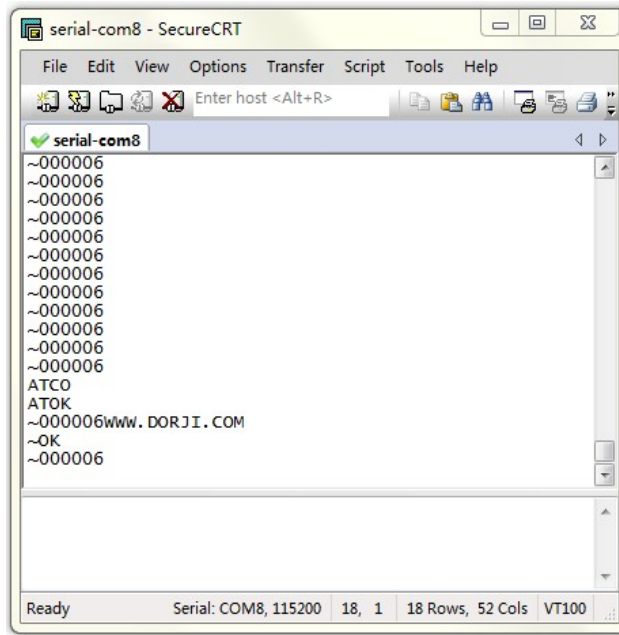 serial-com8 - SecureCRT
File Edit View Options Transfer Script Tools Help
Enter host <Alt+R>
serial-com8
~000006
~000006
~000006
~000006
~000006
~000006
~000006
~000006
~000006
~000006
~000006
~000006
ATCO
ATOK
~000006WWW.DORJI.COM
~OK
~000006
Ready Serial: COM8, 115200 18, 1 18 Rows, 52 Cols VT100